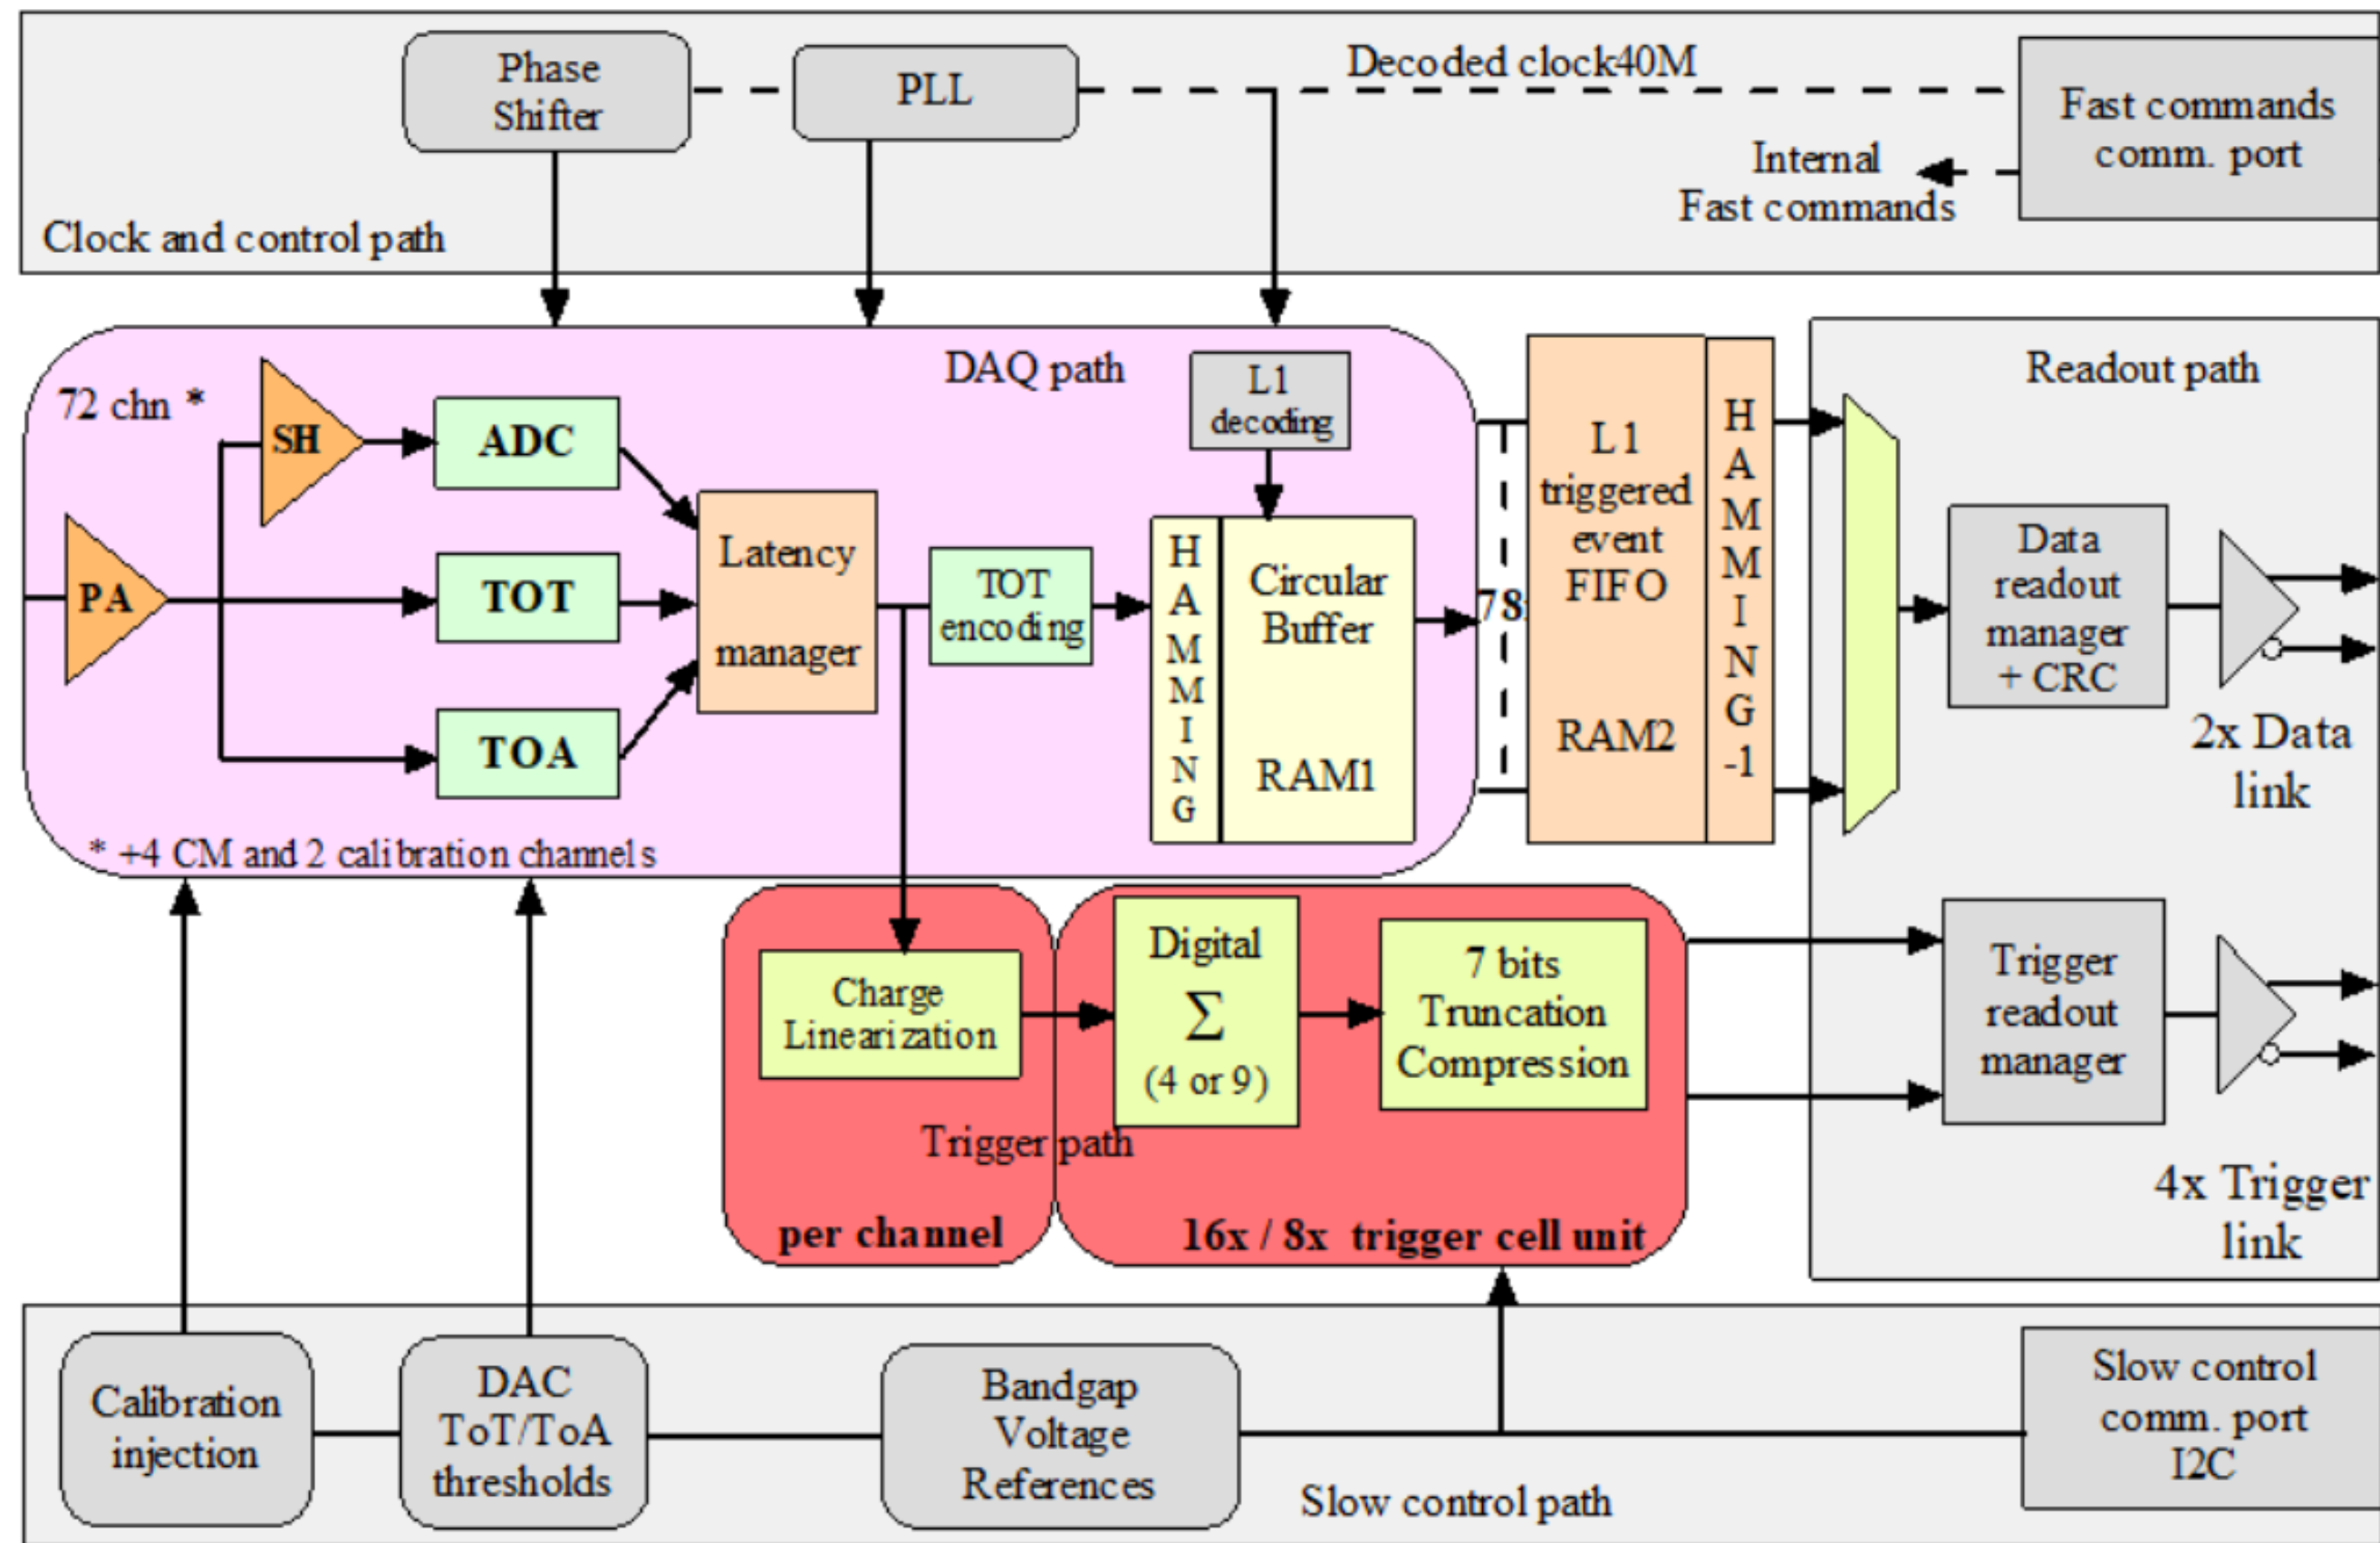 Phase
Shifter
PLL
Decoded clock40M
Fast commands
comm. port
Internal
Fast commands
Clock and control path
72 chn *
DAQ path
L1
decoding
SH
ADC
PA
TOT
TOA
Latency
manager
TOT
encoding
H
A
M
M
I
N
G
Circular
Buffer
RAM1
* +4 CM and 2 calibration channels
78x
L1
triggered
event
FIFO
RAM2
H
A
M
M
I
N
G
-1
Readout path
Data
readout
manager
+ CRC
2x Data
link
Charge
Linearization
Digital
Σ
(4 or 9)
7 bits
Truncation
Compression
Trigger path
per channel
16x / 8x trigger cell unit
Trigger
readout
manager
4x Trigger
link
Calibration
injection
DAC
ToT/ToA
thresholds
Bandgap
Voltage
References
Slow control path
Slow control
comm. port
I2C